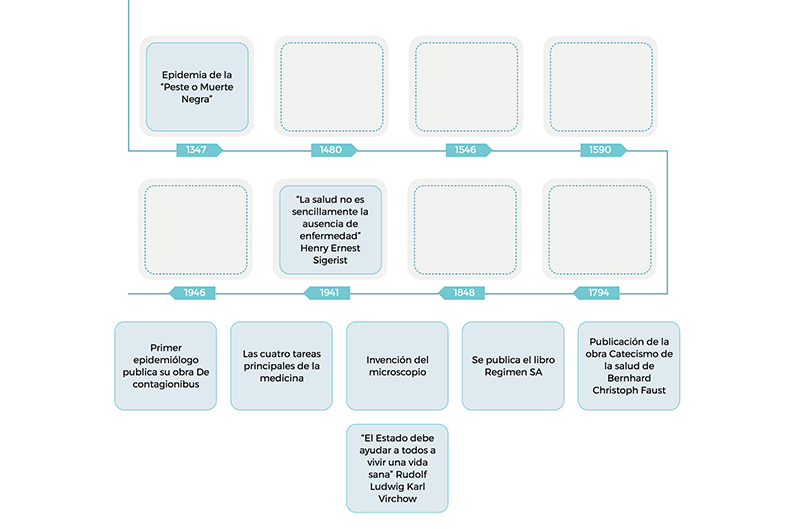 Epidemia de la
"Peste o Muerte
Negra"
1347
1480
1546
1590
"La salud no es
sencillamente la
ausencia de
enfermedad"
Henry Ernest
Sigerist
1946
1941
1848
1794
Primer
epidemiólogo
publica su obra De
contagionibus
Las cuatro tareas
principales de la
medicina
Invención del
microscopio
Se publica el libro
Regimen SA
Publicación de la
obra Catecismo de
la salud de
Bernhard
Christoph Faust
"El Estado debe
ayudar a todos a
vivir una vida
sana" Rudolf
Ludwig Karl
Virchow